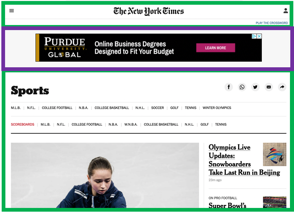 The New York Times
PLAY THE CROSSWORD
PURDUE
UNIVERSITY
GLOBAL
Online Business Degrees
Designed to Fit Your Budget
LEARN MORE
Sports
M.L.B. N.F.L. COLLEGE FOOTBALL N.B.A. COLLEGE BASKETBALL N.H.L. SOCCER GOLF TENNIS WINTER OLYMPICS
SCOREBOARDS M.L.B. N.F.L. COLLEGE FOOTBALL N.B.A. W.N.B.A. COLLEGE BASKETBALL N.H.L. GOLF TENNIS
Olympics Live
Updates:
Snowboarders
Take Last Run in Beijing
ON PRO FOOTBALL
Super Bowl's